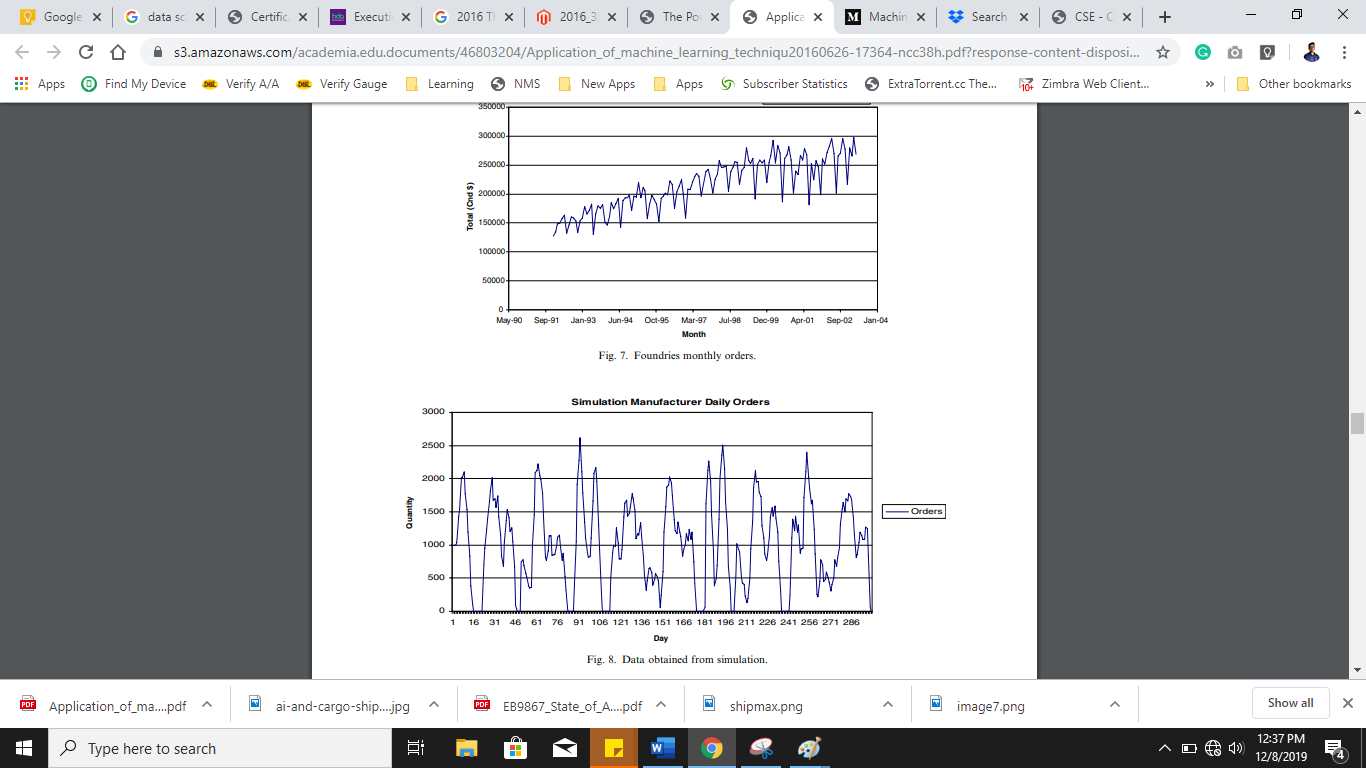 Google
data sc
Certific
bda
Executi
2016 Th
2016_3
The Pov
Applica
Machin
Search
CSE - C
s3.amazonaws.com/academia.edu.documents/46803204/Application_of_machine_learning_techniqu20160626-17364-ncc38h.pdf?response-content-disposi...
Apps
Find My Device
Verify A/A
Verify Gauge
Learning
NMS
New Apps
Apps
Subscriber Statistics
ExtraTorrent.cc The...
Zimbra Web Client...
»
Other bookmarks
350000
300000
250000
200000
150000
100000
50000
0
Total (Cnd $)
May-90 Sep-91 Jan-93 Jun-94 Oct-95 Mar-97 Jul-98 Dec-99 Apr-01 Sep-02 Jan-04
Month
Fig. 7. Foundries monthly orders.
Simulation Manufacturer Daily Orders
3000
2500
2000
1500
1000
500
0
Quantity
Orders
1 16 31 46 61 76 91 106 121 136 151 166 181 196 211 226 241 256 271 286
Day
Fig. 8. Data obtained from simulation.
Application_of_ma....pdf
ai-and-cargo-ship....jpg
EB9867_State_of_A....pdf
shipmax.png
image7.png
Show all
Type here to search
12:37 PM
12/8/2019
4